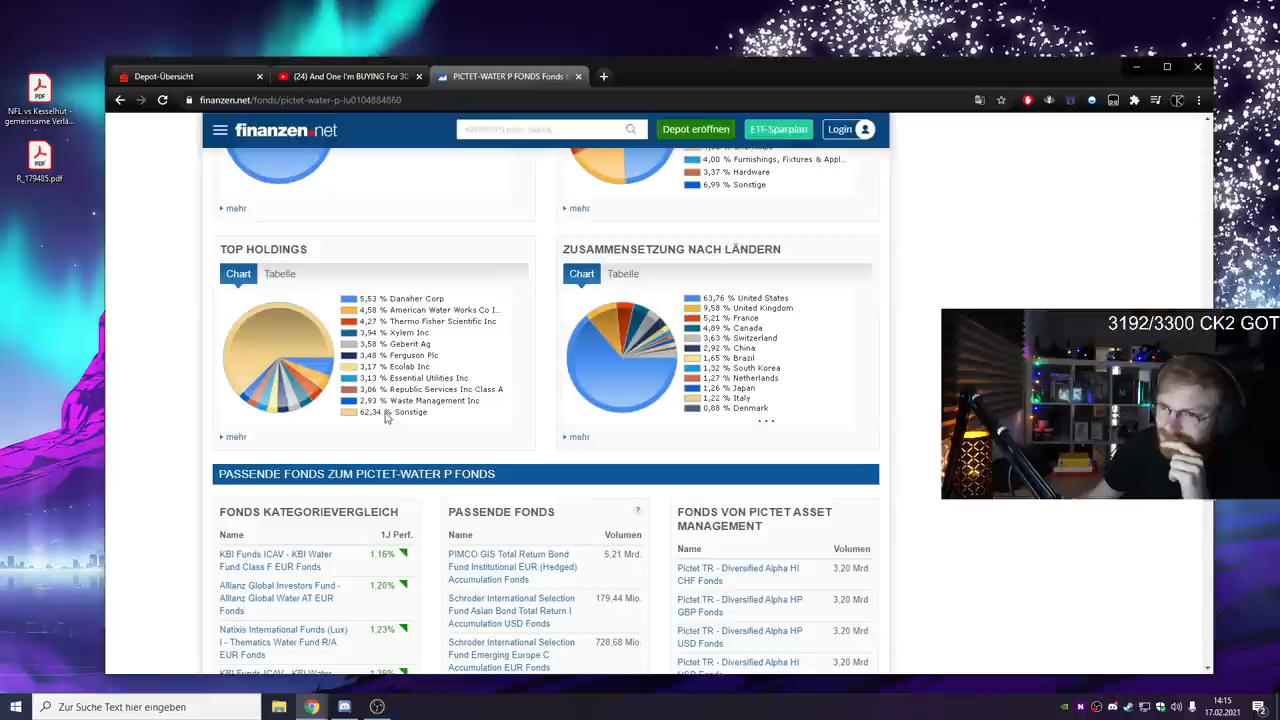 NFL vs Kesselhut -
gemeinsame Verlä...
R_179485.pdf
Depot-Übersicht
(24) And One I'm BUYING For 30
PICTET-WATER P FONDS Fonds
finanzen.net/fonds/pictet-water-p-lu0104884860
finanzen.net
Depot eröffnen
ETF-Sparplan
Login
4,00 % Furnishings, Fixtures & Appl...
3,37 % Hardware
6,99 % Sonstige
mehr
mehr
TOP HOLDINGS
Chart
Tabelle
5,53 % Danaher Corp
4,58 % American Water Works Co I...
4,27 % Thermo Fisher Scientific Inc
3,94 % Xylem Inc
3,58 % Geberit Ag
3,48 % Ferguson Plc
3,17 % Ecolab Inc
3,13 % Essential Utilities Inc
3,06 % Republic Services Inc Class A
2,93 % Waste Management Inc
62,34 % Sonstige
mehr
ZUSAMMENSETZUNG NACH LÄNDERN
Chart
Tabelle
63,76 % United States
9,58 % United Kingdom
5,21 % France
4,89 % Canada
3,63 % Switzerland
2,92 % China
1,65 % Brazil
1,32 % South Korea
1,27 % Netherlands
1,26 % Japan
1,22 % Italy
0,88 % Denmark
...
mehr
3192/3300 CK2 GOT
PASSENDE FONDS ZUM PICTET-WATER P FONDS
FONDS KATEGORIEVERGLEICH
Name 1J Perf.
KBI Funds ICAV - KBI Water 1,16%
Fund Class F EUR Fonds
Allianz Global Investors Fund - 1,20%
Allianz Global Water AT EUR
Fonds
Natixis International Funds (Lux) 1,23%
I - Thematics Water Fund R/A
EUR Fonds
KBI Funds ICAV - KBI 1,39%
PASSENDE FONDS ?
Name Volumen
PIMCO GIS Total Return Bond 5,21 Mrd.
Fund Institutional EUR (Hedged)
Accumulation Fonds
Schroder International Selection 179,44 Mio.
Fund Asian Bond Total Return I
Accumulation USD Fonds
Schroder International Selection 728,68 Mio.
Fund Emerging Europe C
Accumulation EUR Fonds
FONDS VON PICTET ASSET
MANAGEMENT
Name Volumen
Pictet TR - Diversified Alpha HI 3,20 Mrd.
CHF Fonds
Pictet TR - Diversified Alpha HP 3,20 Mrd
GBP Fonds
Pictet TR - Diversified Alpha HP 3,20 Mrd
USD Fonds
Pictet TR - Diversified Alpha HI 3,20 Mrd
Zur Suche Text hier eingeben
14:15
17.02.2021
2